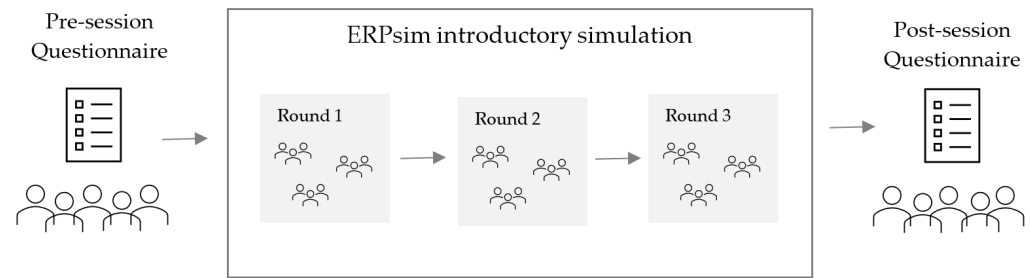 Pre-session
Questionnaire
ERPsim introductory simulation
Round 1
Round 2
Round 3
Post-session
Questionnaire